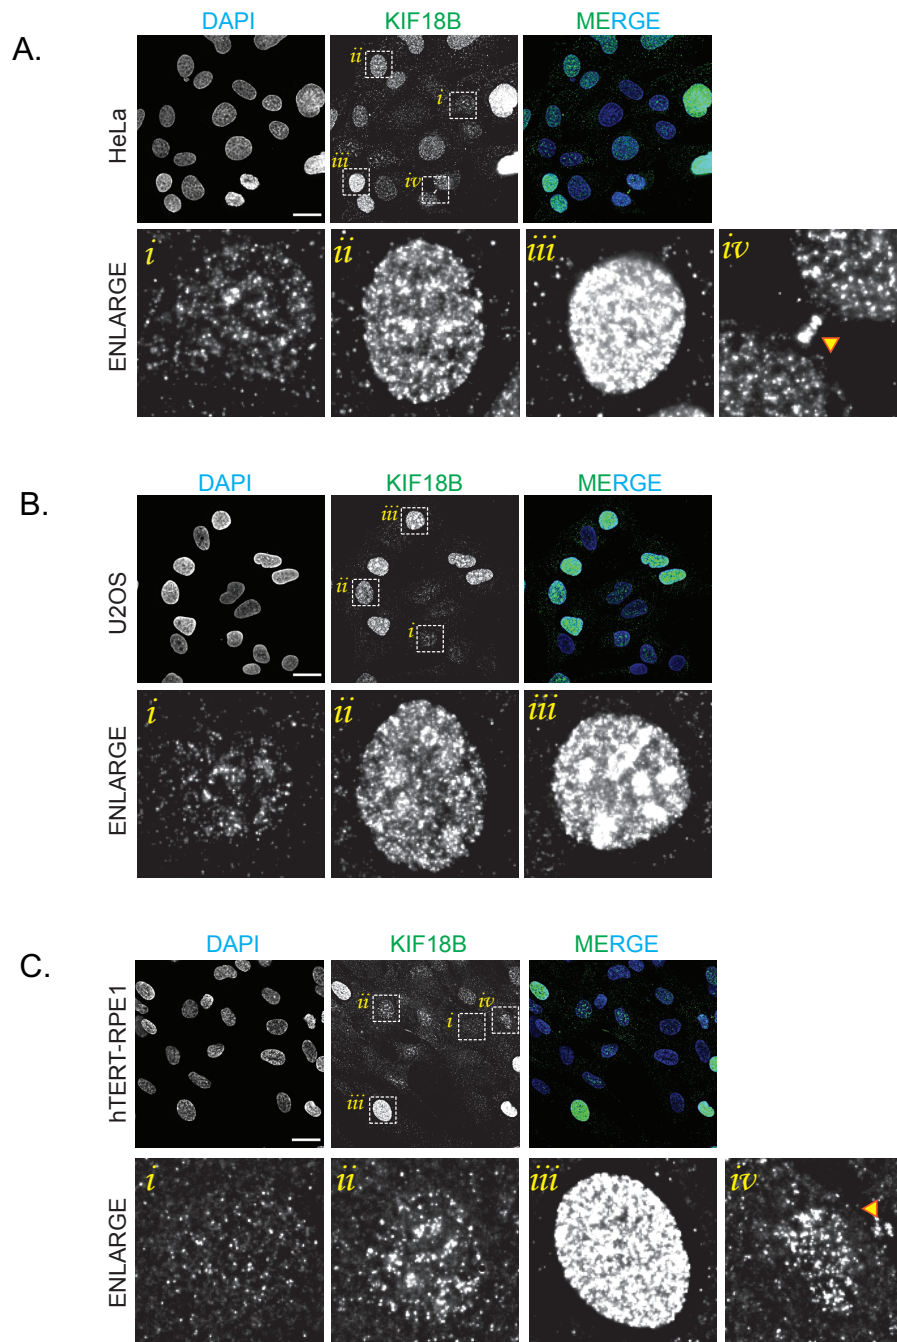 A.
DAPI KIF18B MERGE
HeLa
ii
i
iii
iv
ENLARGE
i ii iii iv
B.
DAPI KIF18B MERGE
U2OS
iii
ii
i
ENLARGE
i ii iii
C.
DAPI KIF18B MERGE
hTERT-RPE1
ii iv
i
iii
ENLARGE
i ii iii iv